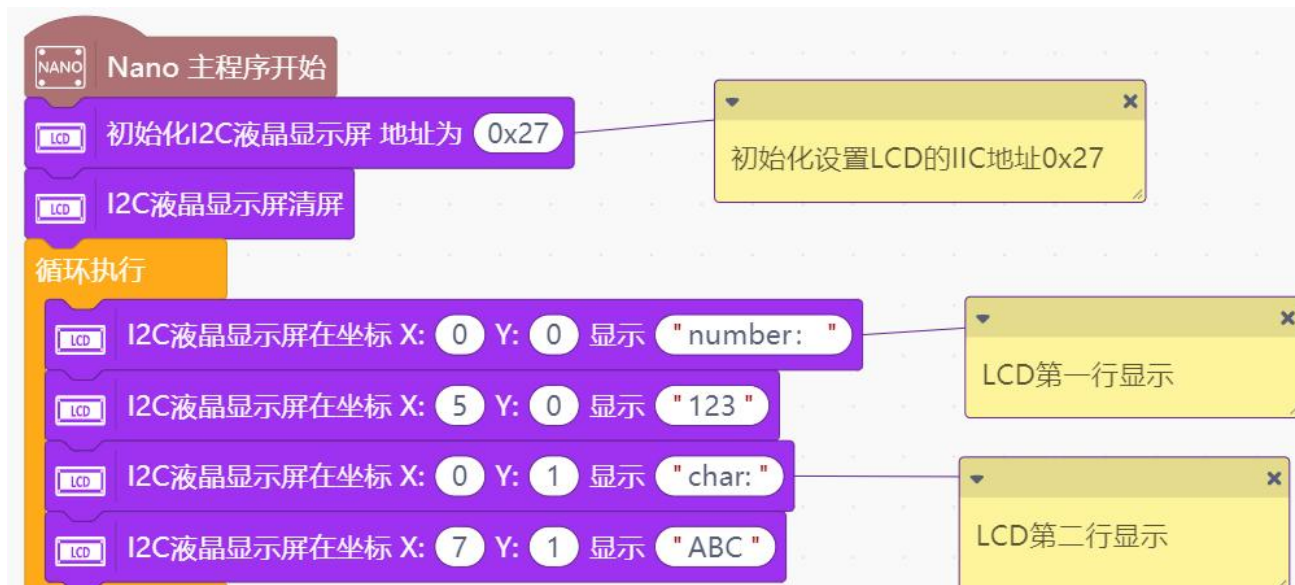 NANO Nano 主程序开始
LCD 初始化I2C液晶显示屏 地址为 0x27
初始化设置LCD的IIC地址0x27
LCD I2C液晶显示屏清屏
循环执行
LCD I2C液晶显示屏在坐标 X: 0 Y: 0 显示 "number: "
LCD第一行显示
LCD I2C液晶显示屏在坐标 X: 5 Y: 0 显示 "123"
LCD I2C液晶显示屏在坐标 X: 0 Y: 1 显示 "char:"
LCD I2C液晶显示屏在坐标 X: 7 Y: 1 显示 "ABC"
LCD第二行显示